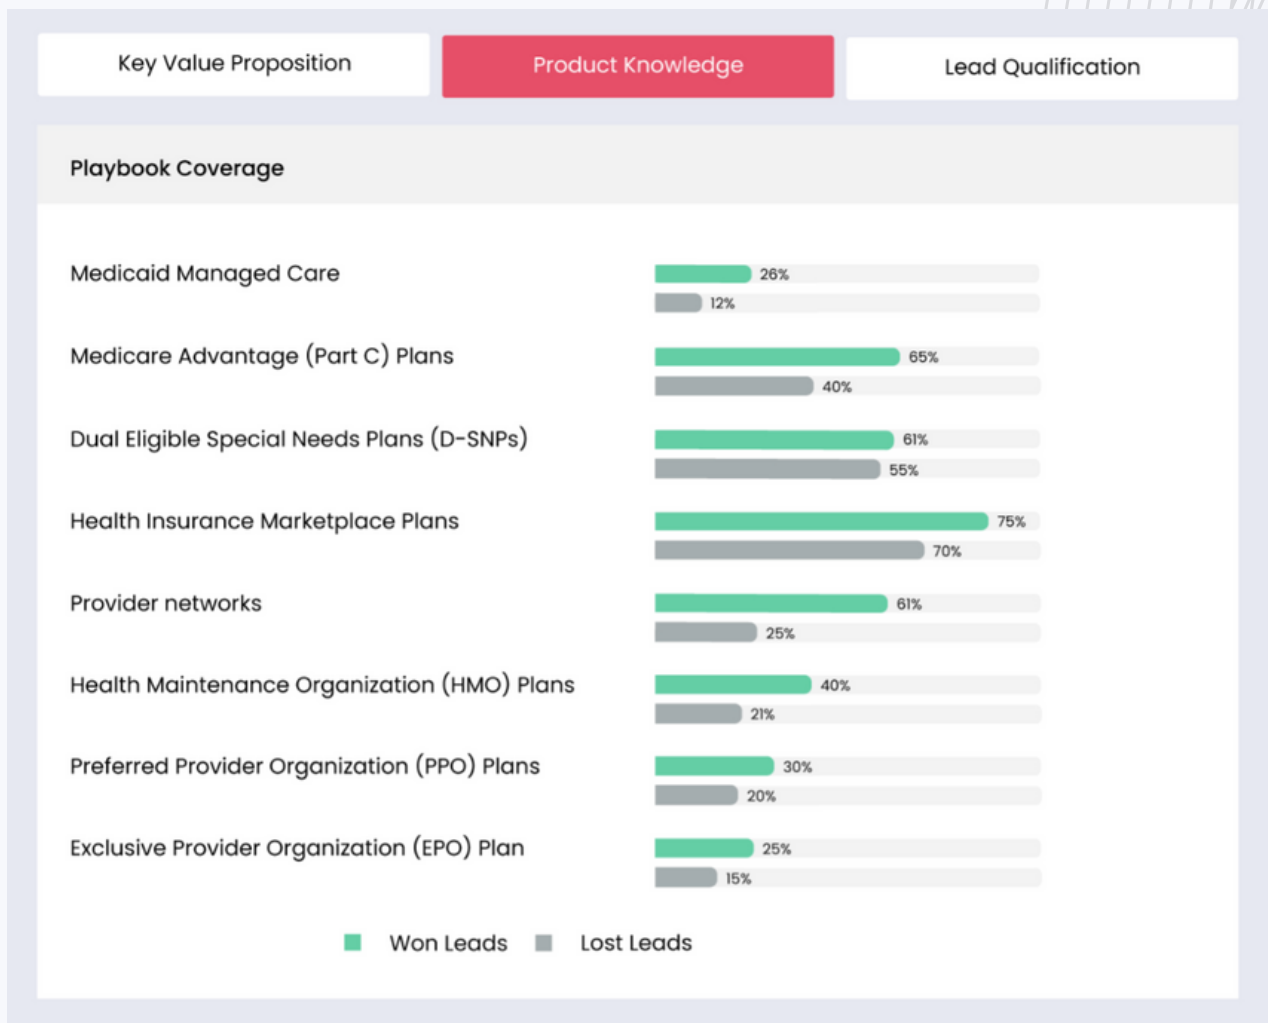 Key Value Proposition
Product Knowledge
Lead Qualification
Playbook Coverage
Medicaid Managed Care
26%
12%
Medicare Advantage (Part C) Plans
65%
40%
Dual Eligible Special Needs Plans (D-SNPs)
61%
55%
Health Insurance Marketplace Plans
75%
70%
Provider networks
61%
25%
Health Maintenance Organization (HMO) Plans
40%
21%
Preferred Provider Organization (PPO) Plans
30%
20%
Exclusive Provider Organization (EPO) Plan
25%
15%
Won Leads
Lost Leads